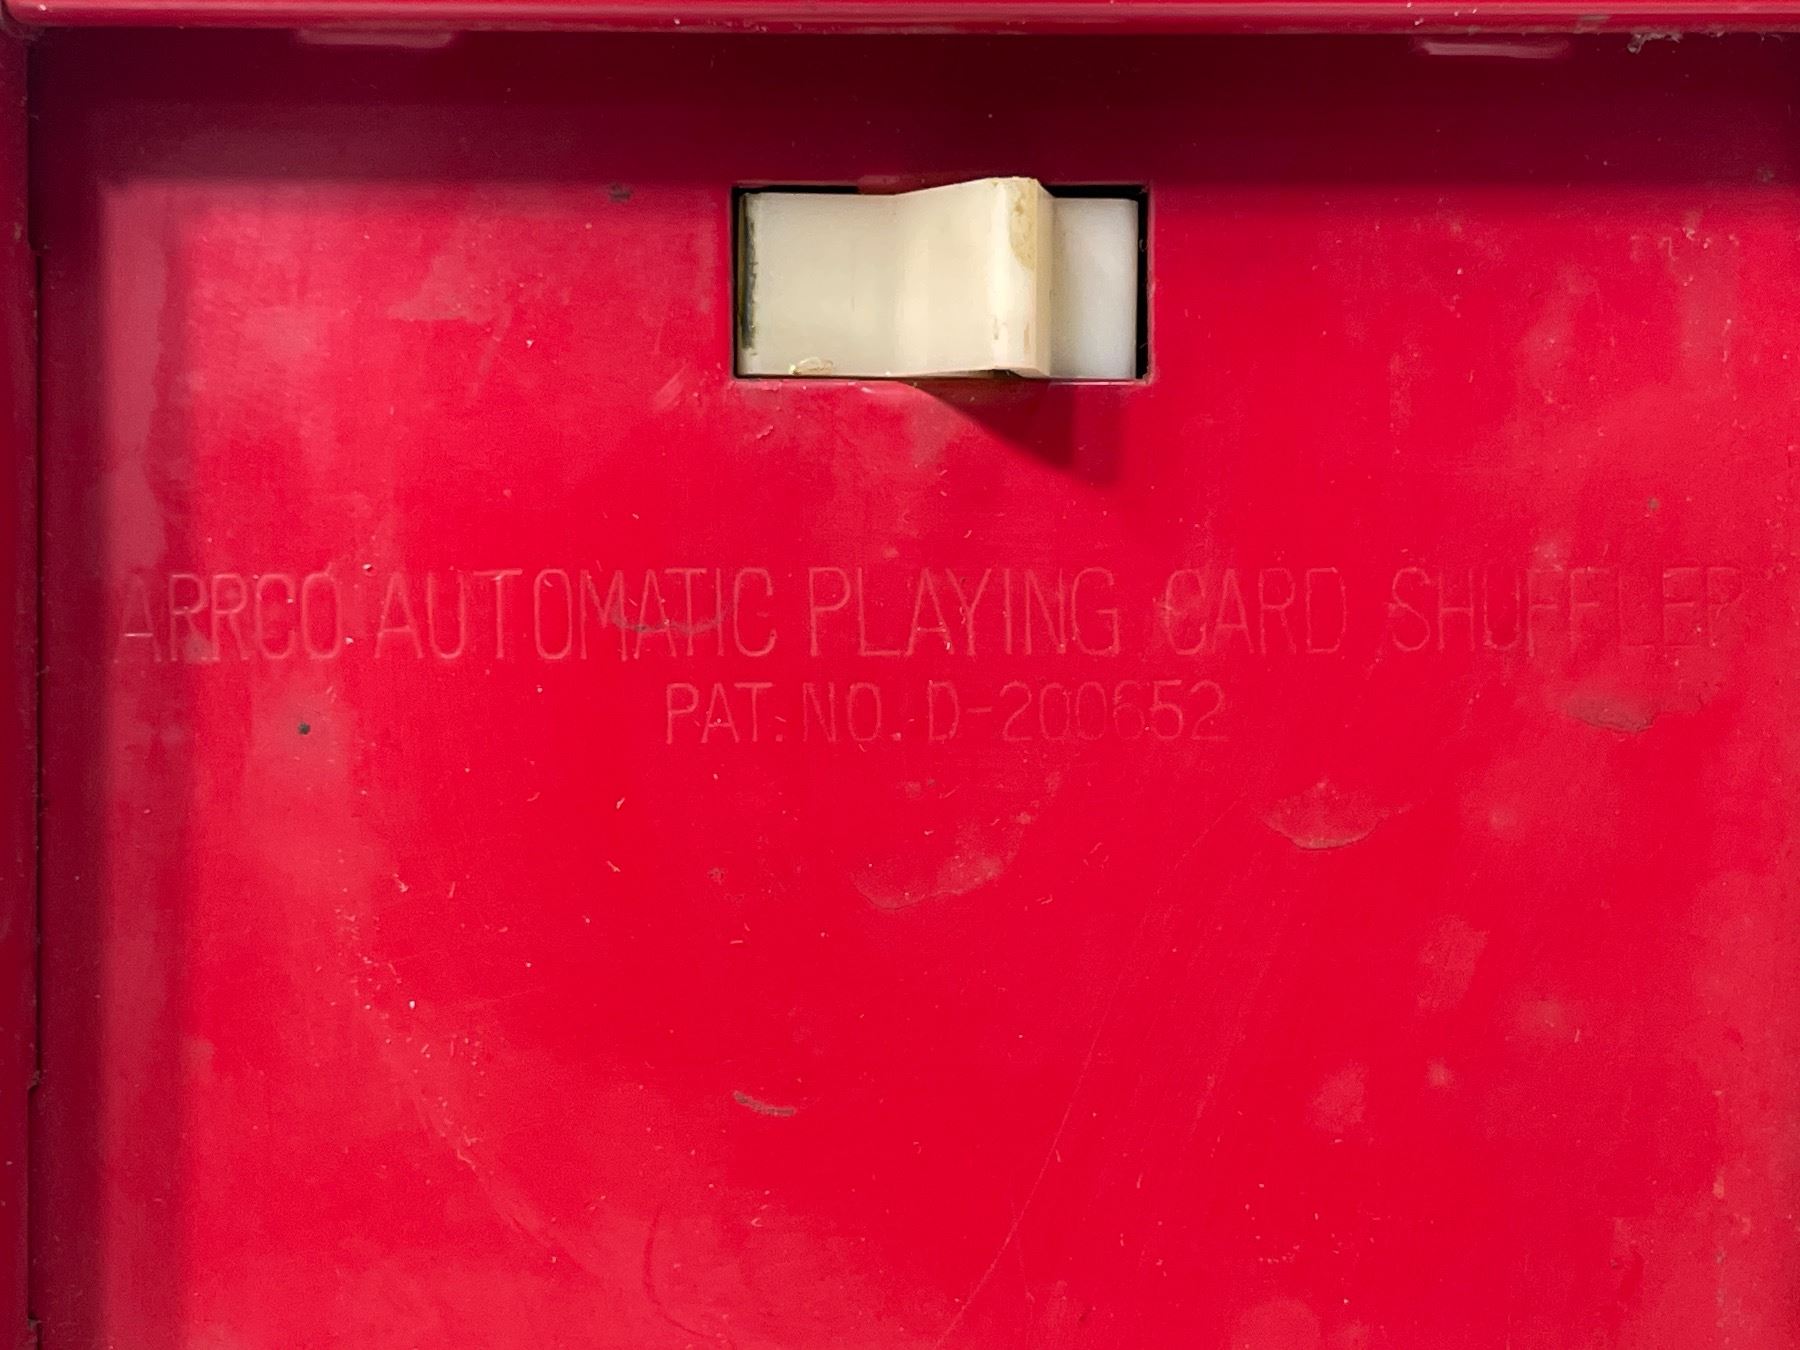 ARRCO AUTOMATIC PLAYING CARD SHUFFLER
PAT. NO. D-200652